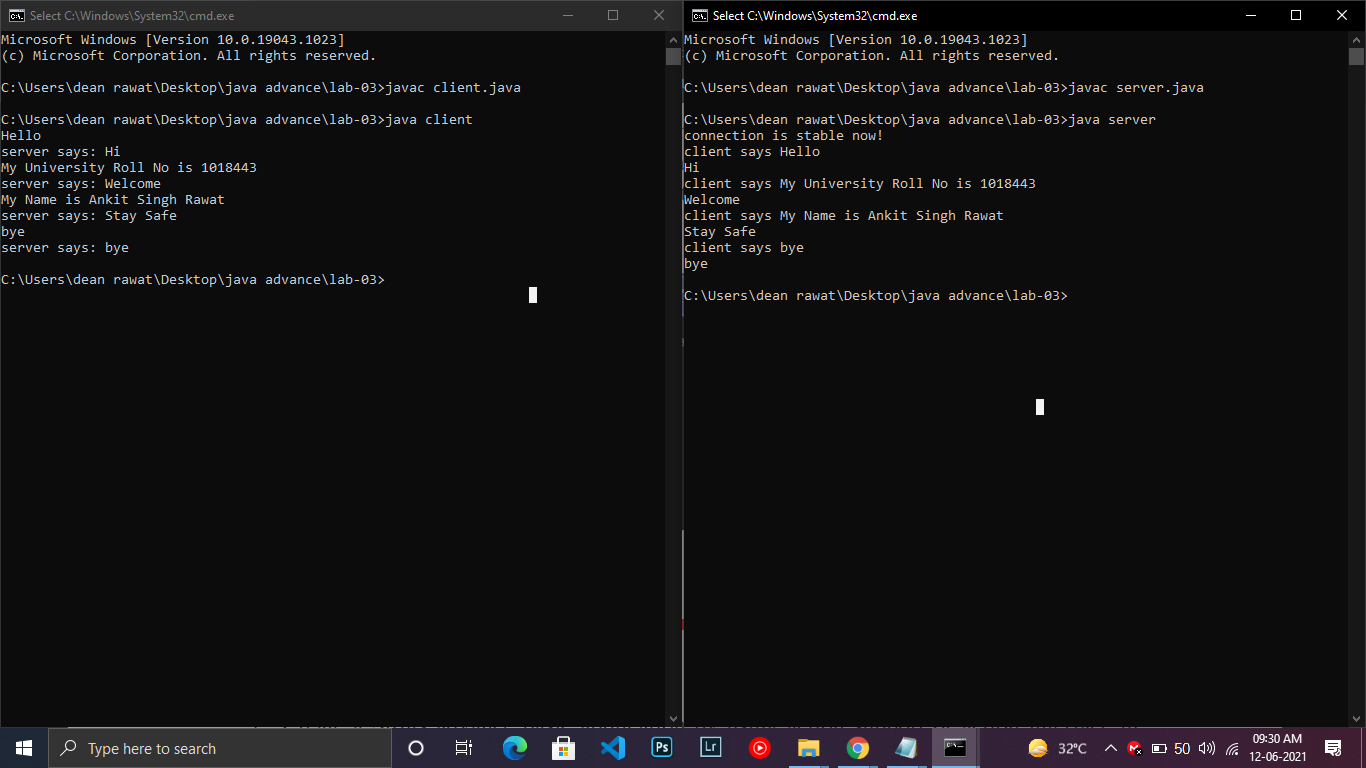 Select C:\Windows\System32\cmd.exe
Microsoft Windows [Version 10.0.19043.1023]
(c) Microsoft Corporation. All rights reserved.
C:\Users\dean rawat\Desktop\java advance\lab-03>javac client.java
C:\Users\dean rawat\Desktop\java advance\lab-03>java client
Hello
server says: Hi
My University Roll No is 1018443
server says: Welcome
My Name is Ankit Singh Rawat
server says: Stay Safe
bye
server says: bye
C:\Users\dean rawat\Desktop\java advance\lab-03>
Select C:\Windows\System32\cmd.exe
Microsoft Windows [Version 10.0.19043.1023]
(c) Microsoft Corporation. All rights reserved.
C:\Users\dean rawat\Desktop\java advance\lab-03>javac server.java
C:\Users\dean rawat\Desktop\java advance\lab-03>java server
connection is stable now!
client says Hello
Hi
client says My University Roll No is 1018443
Welcome
client says My Name is Ankit Singh Rawat
Stay Safe
client says bye
bye
C:\Users\dean rawat\Desktop\java advance\lab-03>
Type here to search
Ps
Lr
32°C
50
09:30 AM
12-06-2021